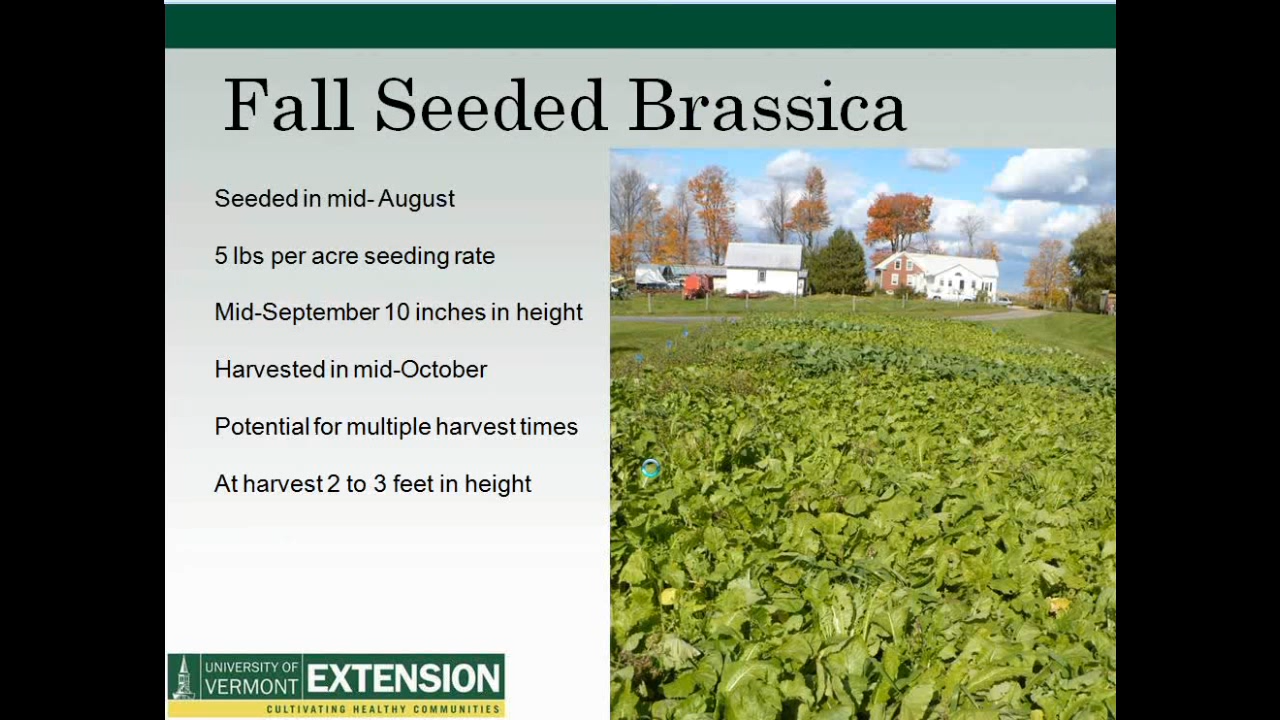 Fall Seeded Brassica
Seeded in mid- August
5 lbs per acre seeding rate
Mid-September 10 inches in height
Harvested in mid-October
Potential for multiple harvest times
At harvest 2 to 3 feet in height
UNIVERSITY OF
VERMONT
EXTENSION
CULTIVATING HEALTHY COMMUNITIES